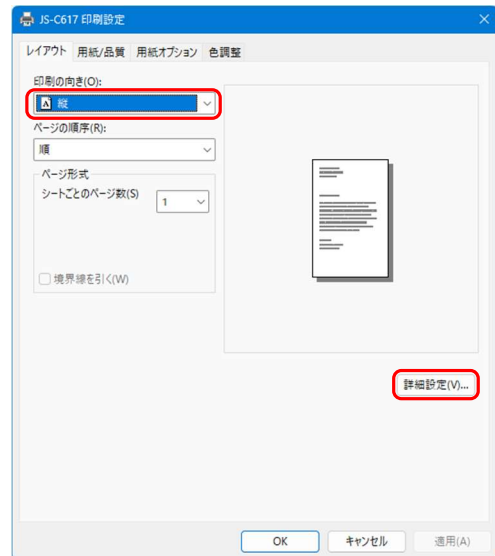 JS-C617 印刷設定
レイアウト 用紙/品質 用紙オプション 色調整
印刷の向き(O):
A 縦
ページの順序(R):
順
ページ形式
シートごとのページ数(S)
1
境界線を引く(W)
詳細設定(V)...
OK キャンセル 適用(A)